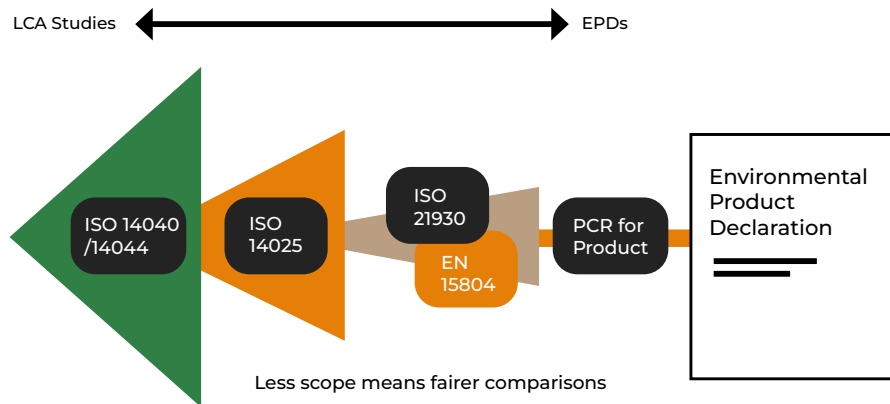 LCA Studies
EPDs
ISO 14040
/14044
ISO
14025
ISO
21930
EN
15804
PCR for
Product
Environmental
Product
Declaration
Less scope means fairer comparisons